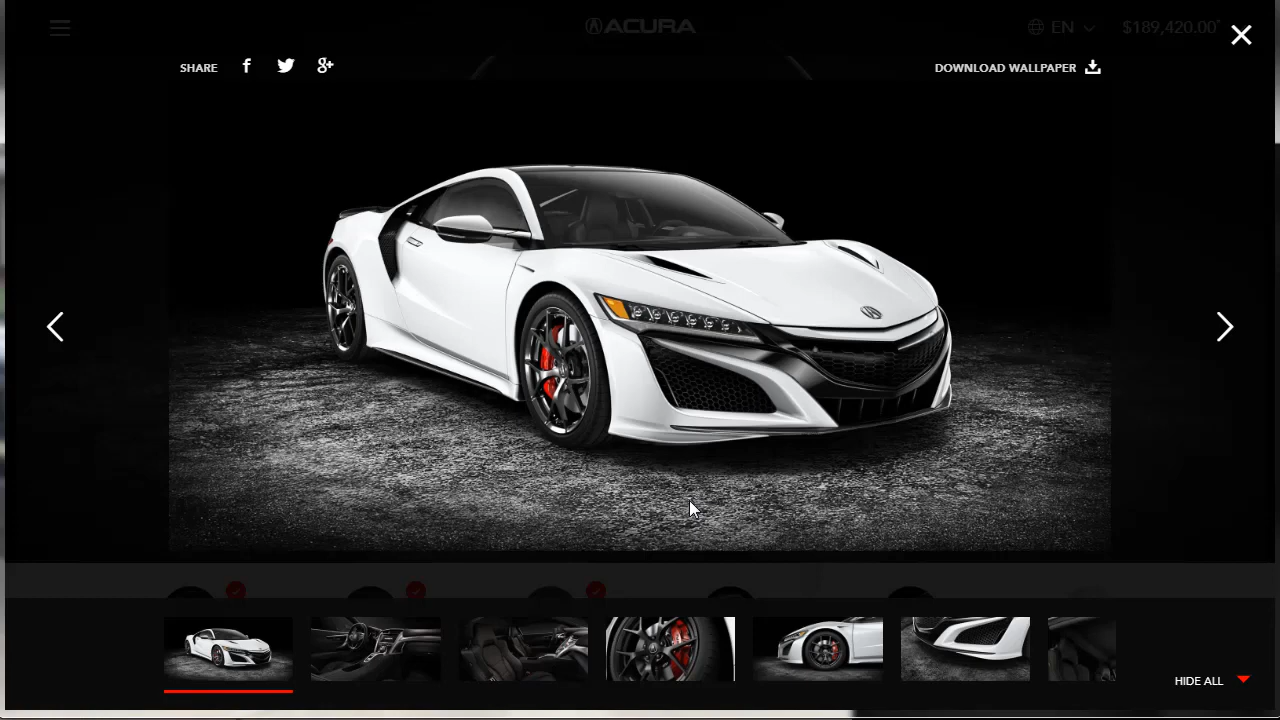 ACURA
EN
$189,420.00*
SHARE
DOWNLOAD WALLPAPER
HIDE ALL